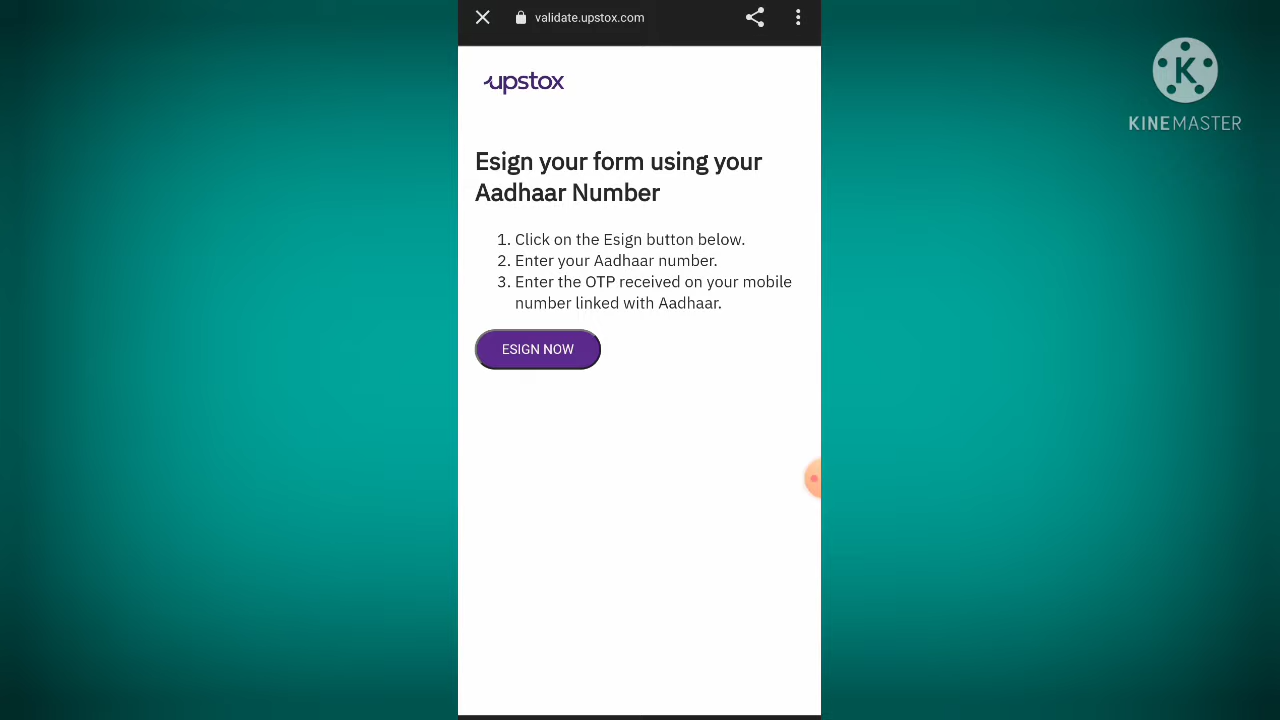 validate.upstox.com
upstox
K
KINEMASTER
Esign your form using your
Aadhaar Number
1. Click on the Esign button below.
2. Enter your Aadhaar number.
3. Enter the OTP received on your mobile
number linked with Aadhaar.
ESIGN NOW